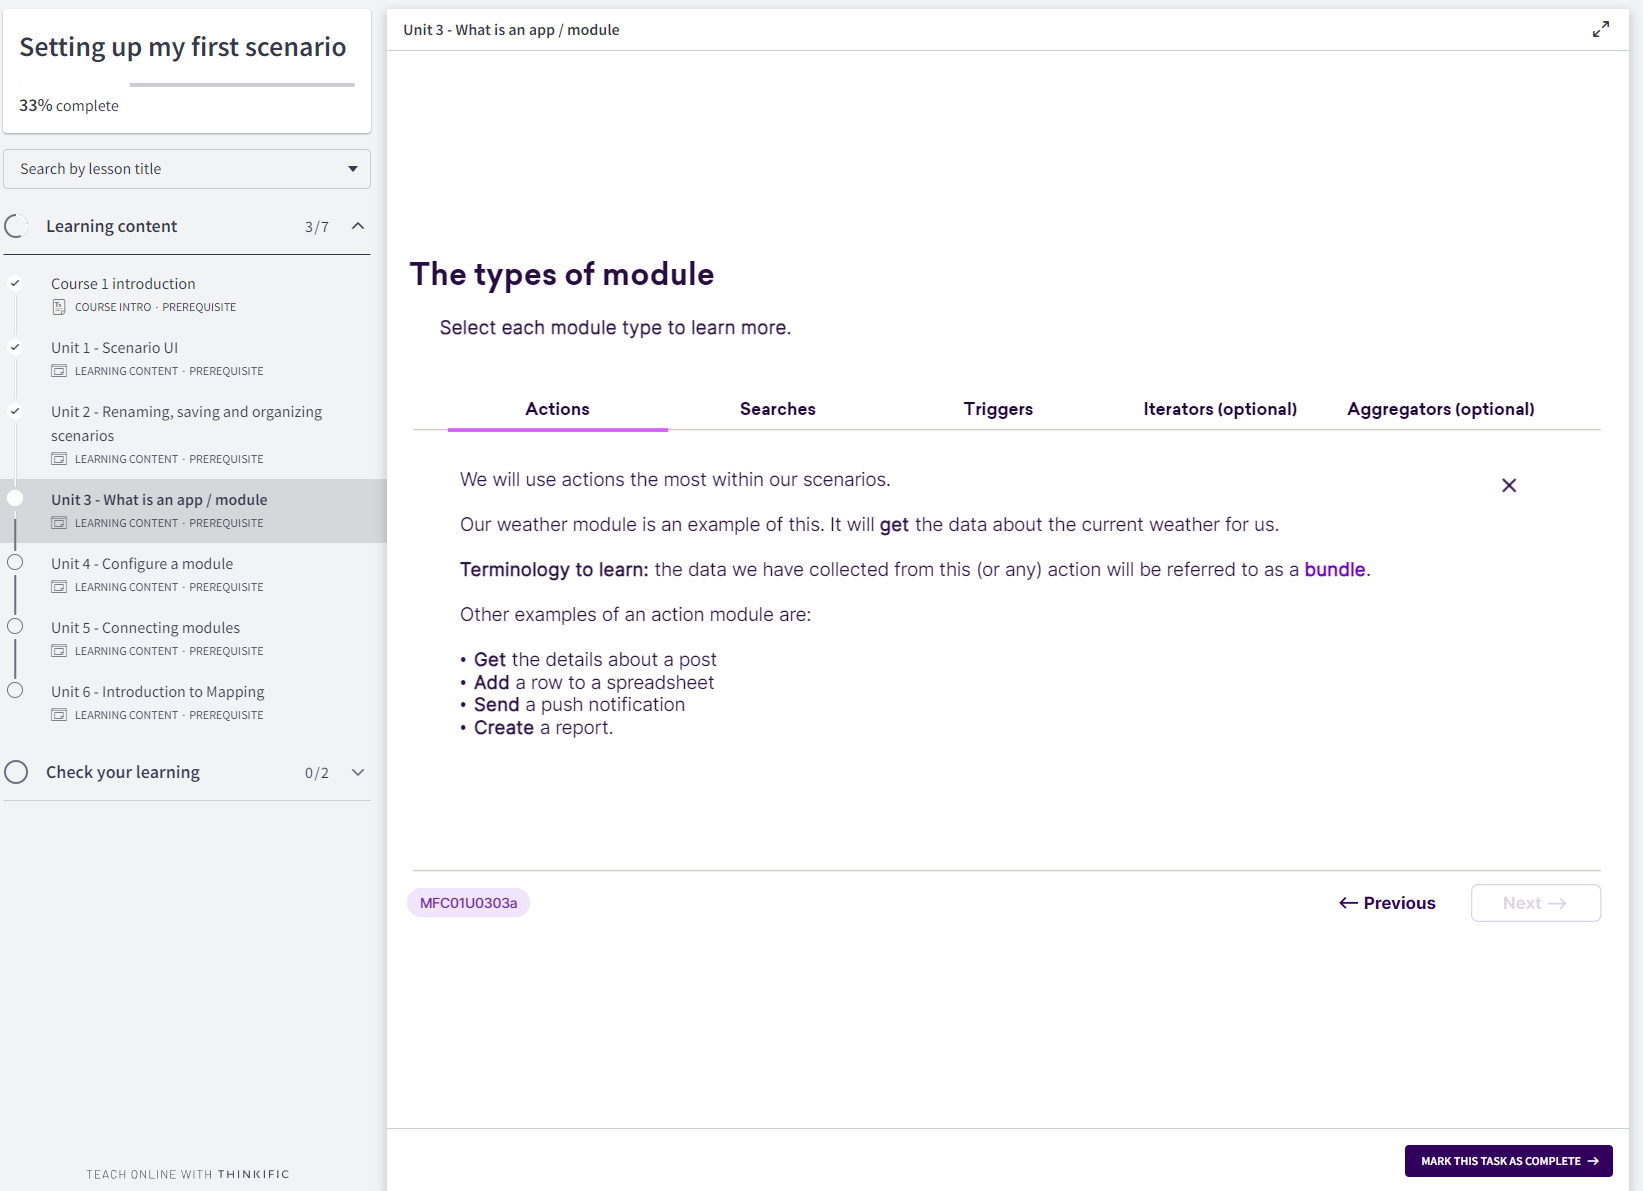 Setting up my first scenario
33% complete
Search by lesson title
Learning content 3/7
Course 1 introduction
COURSE INTRO · PREREQUISITE
Unit 1 - Scenario UI
LEARNING CONTENT · PREREQUISITE
Unit 2 - Renaming, saving and organizing
scenarios
LEARNING CONTENT · PREREQUISITE
Unit 3 - What is an app / module
LEARNING CONTENT · PREREQUISITE
Unit 4 - Configure a module
LEARNING CONTENT · PREREQUISITE
Unit 5 - Connecting modules
LEARNING CONTENT · PREREQUISITE
Unit 6 - Introduction to Mapping
LEARNING CONTENT · PREREQUISITE
Check your learning 0/2
TEACH ONLINE WITH THINKIFIC
Unit 3 - What is an app / module
The types of module
Select each module type to learn more.
Actions Searches Triggers Iterators (optional) Aggregators (optional)
We will use actions the most within our scenarios.
Our weather module is an example of this. It will get the data about the current weather for us.
Terminology to learn: the data we have collected from this (or any) action will be referred to as a bundle.
Other examples of an action module are:
• Get the details about a post
• Add a row to a spreadsheet
• Send a push notification
• Create a report.
MFC01U0303a
← Previous Next →
MARK THIS TASK AS COMPLETE →